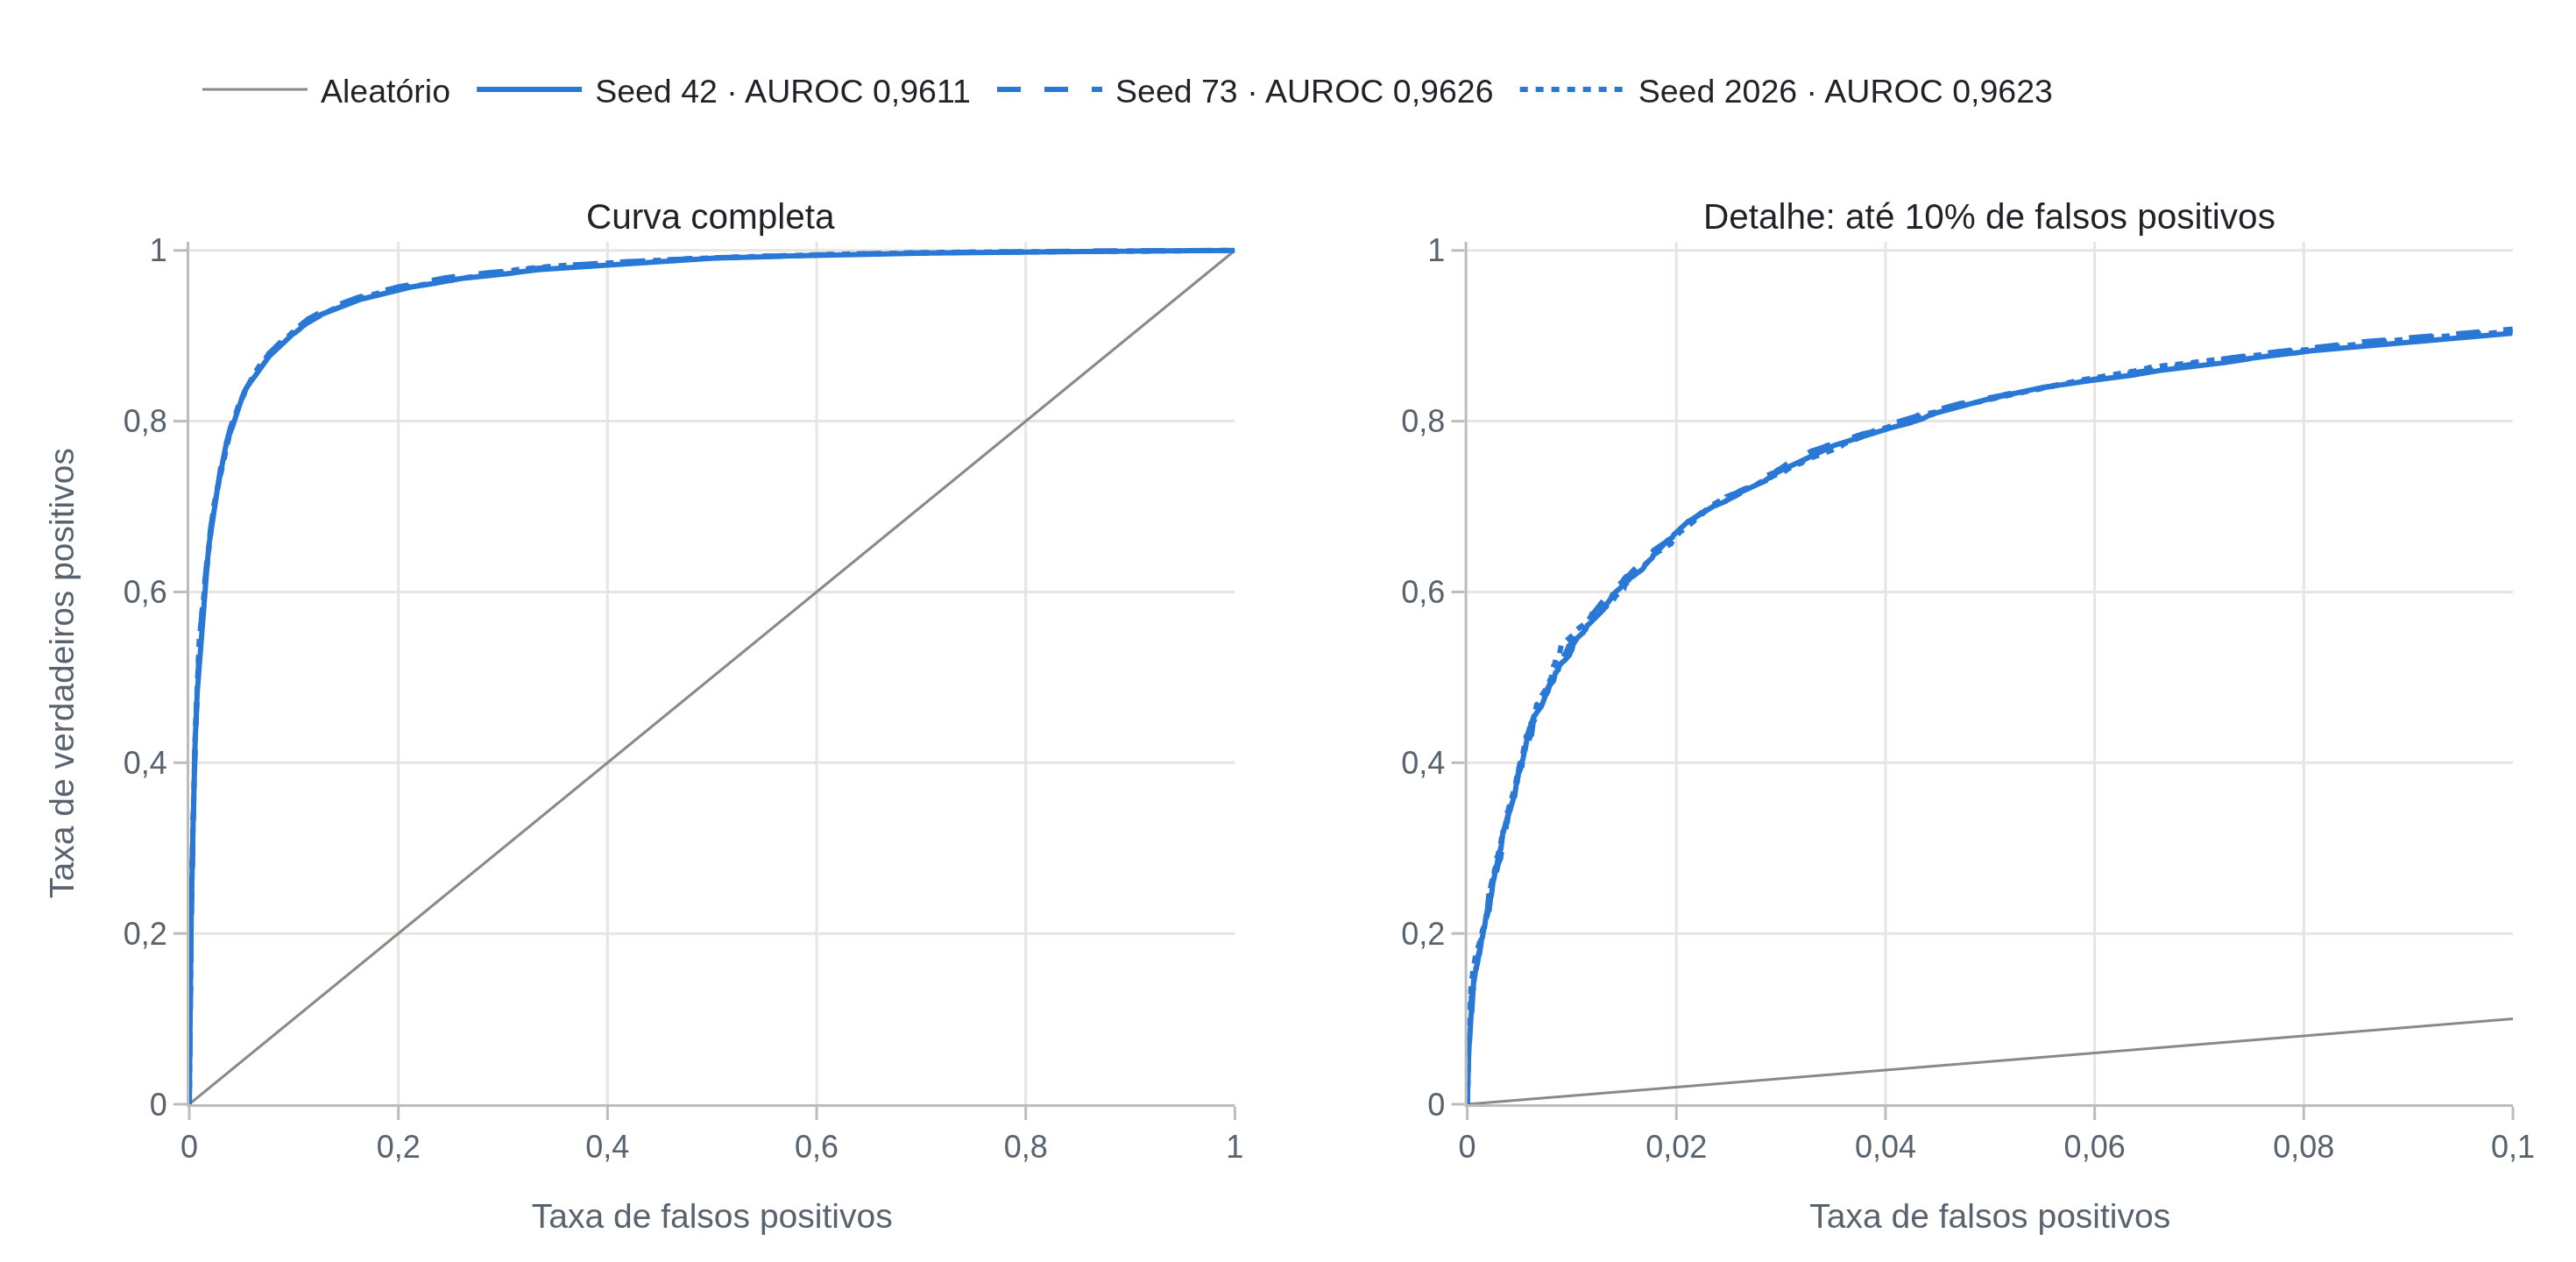 Aleatório
Seed 42 · AUROC 0,9611
Seed 73 · AUROC 0,9626
Seed 2026 · AUROC 0,9623
Curva completa
Taxa de verdadeiros positivos
1
0,8
0,6
0,4
0,2
0
0
0,2
0,4
0,6
0,8
1
Taxa de falsos positivos
Detalhe: até 10% de falsos positivos
1
0,8
0,6
0,4
0,2
0
0
0,02
0,04
0,06
0,08
0,1
Taxa de falsos positivos